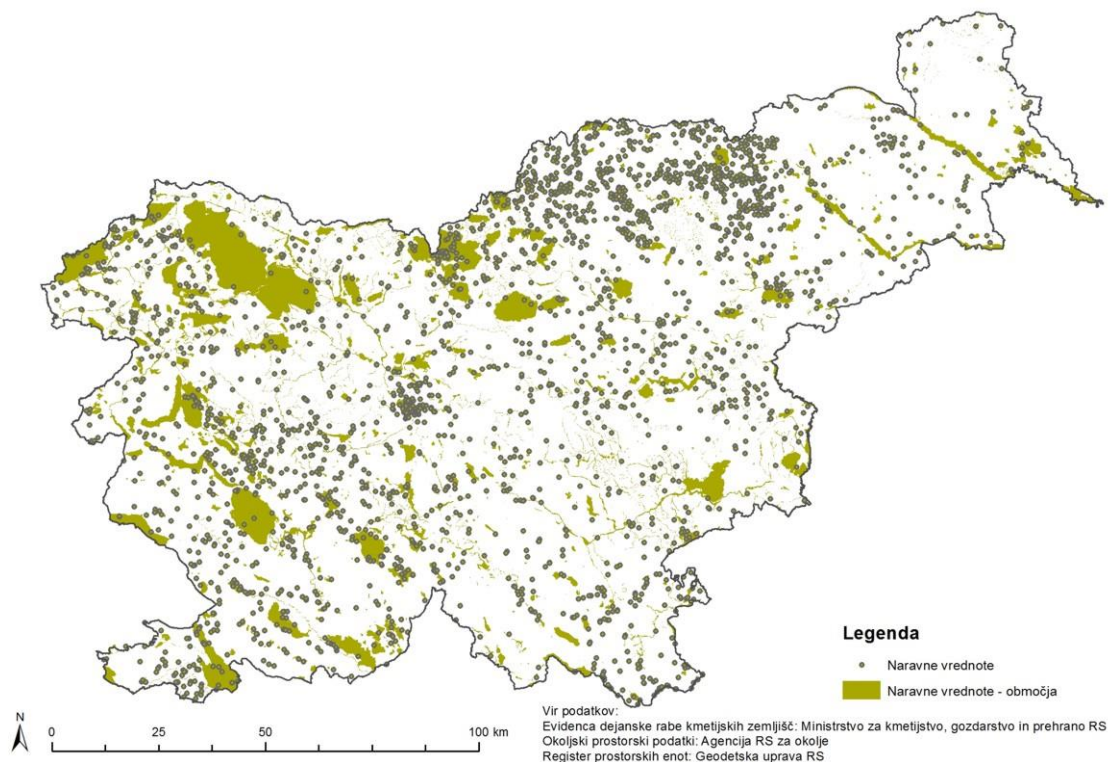 Legenda
Naravne vrednote
Naravne vrednote - območja
N
0 25 50 100 km
Vir podatkov:
Evidenca dejanske rabe kmetijskih zemljišč: Ministrstvo za kmetijstvo, gozdarstvo in prehrano RS
Okoljski prostorski podatki: Agencija RS za okolje
Register prostorskih enot: Geodetska uprava RS